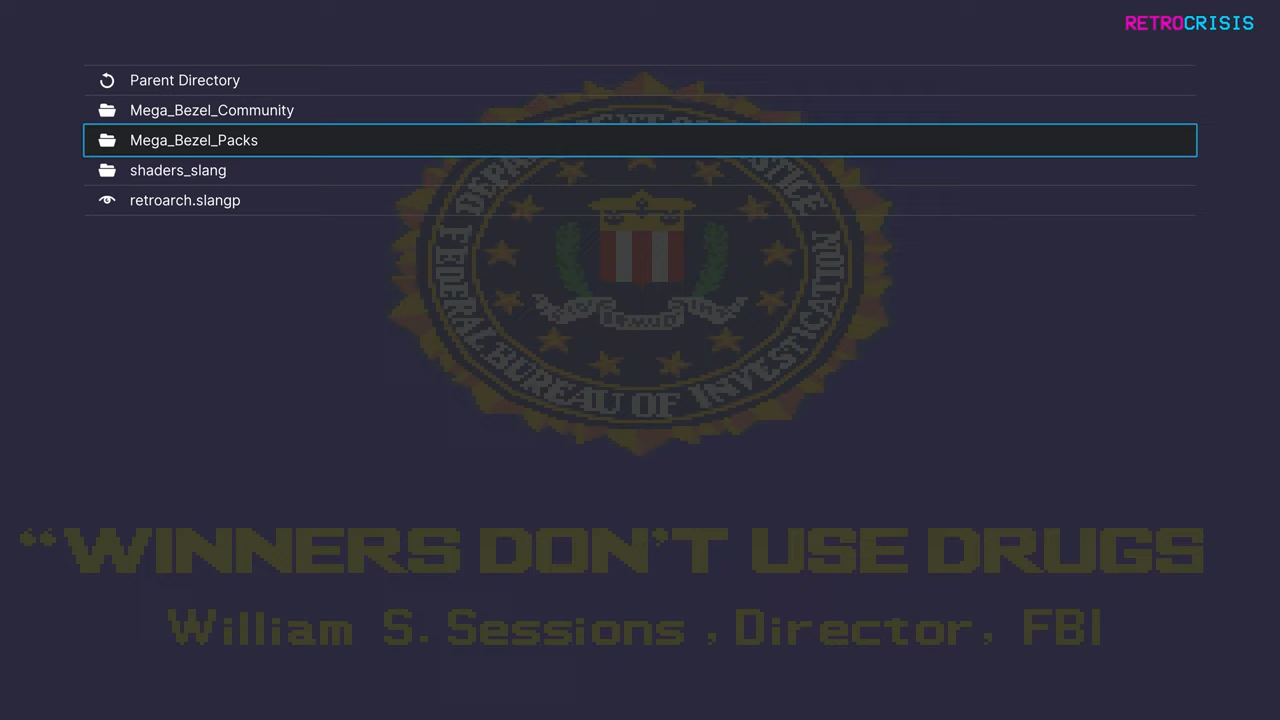 RETROCRISIS
Parent Directory
Mega_Bezel_Community
Mega_Bezel_Packs
shaders_slang
retroarch.slangp
FEDERAL BUREAU OF INVESTIGATION
“WINNERS DON'T USE DRUGS
William S. Sessions, Director, FBI